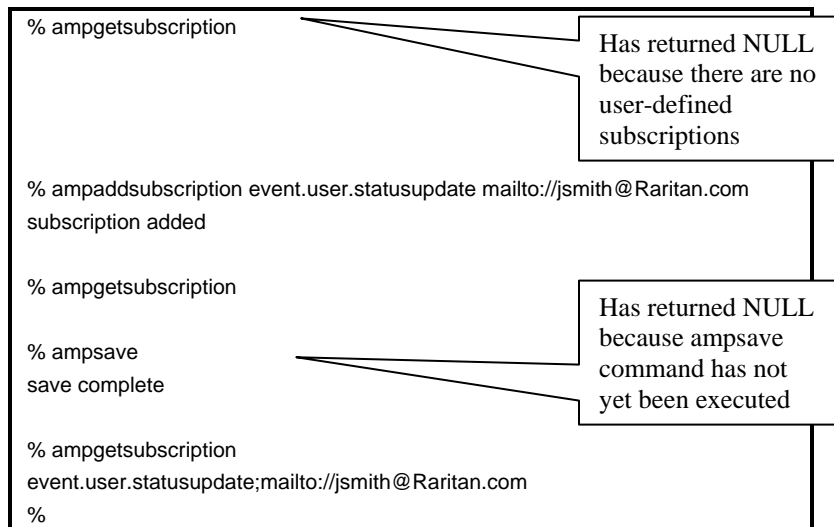 % ampgetsubscription
Has returned NULL
because there are no
user-defined
subscriptions
% ampaddsubscription event.user.statusupdate mailto://jsmith@Raritan.com
subscription added
% ampgetsubscription
Has returned NULL
because ampsave
command has not
yet been executed
% ampsave
save complete
% ampgetsubscription
event.user.statusupdate;mailto://jsmith@Raritan.com
%